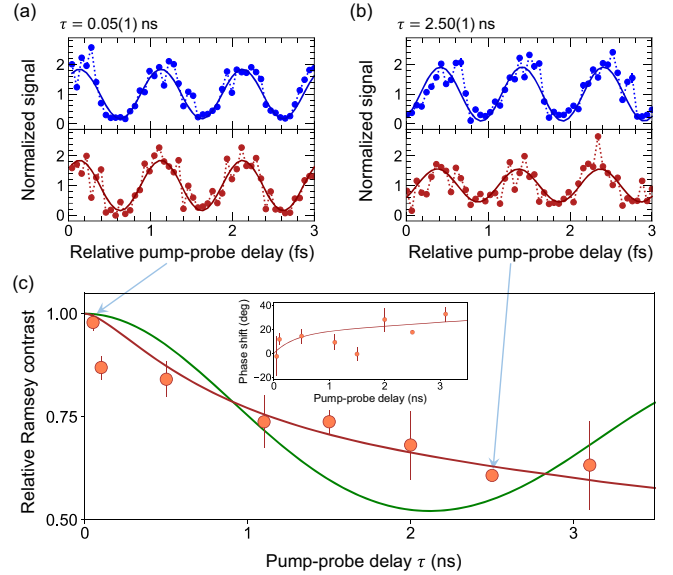 (a)
(b)
τ = 0.05(1) ns
τ = 2.50(1) ns
Normalized signal
Normalized signal
2
1
0
2
1
0
2
1
0
2
1
0
0 1 2 3
0 1 2 3
Relative pump-probe delay (fs)
Relative pump-probe delay (fs)
(c)
Relative Ramsey contrast
1.00
0.75
0.50
Phase shift (deg)
40
20
0
−20
0 1 2 3
Pump-probe delay (ns)
0 1 2 3
Pump-probe delay τ (ns)